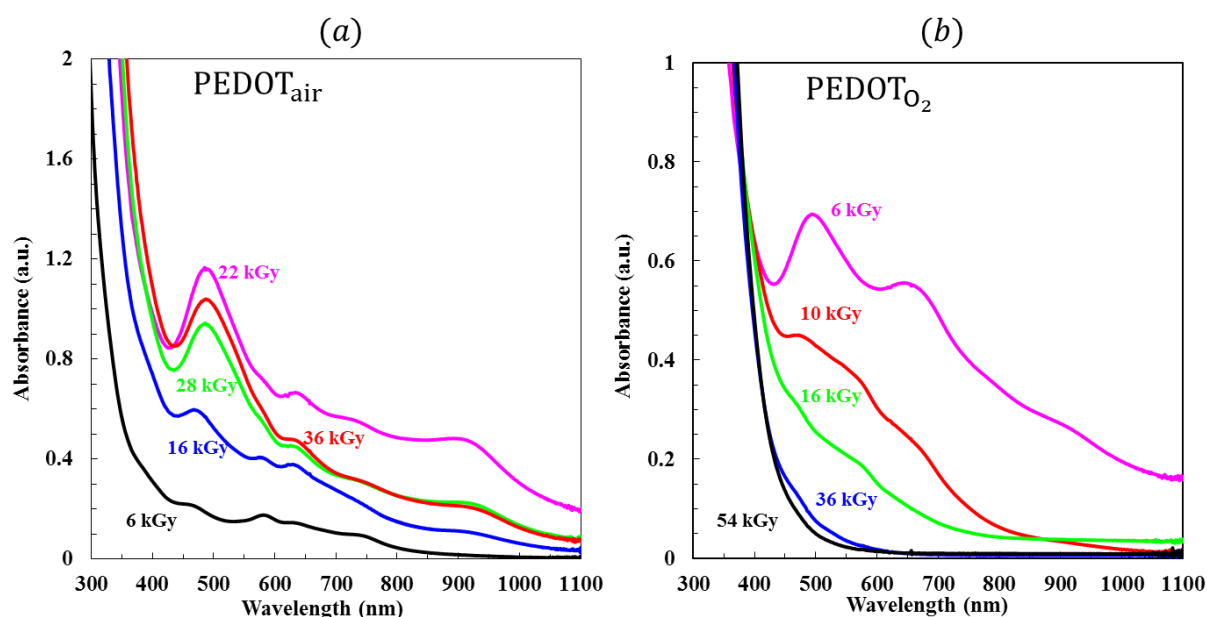 (a)
PEDOTair
Absorbance (a.u.)
2
1.6
1.2
0.8
0.4
0
22 kGy
28 kGy
36 kGy
16 kGy
6 kGy
300 400 500 600 700 800 900 1000 1100
Wavelength (nm)
(b)
PEDOTO2
Absorbance (a.u.)
1
0.8
0.6
0.4
0.2
0
6 kGy
10 kGy
16 kGy
36 kGy
54 kGy
300 400 500 600 700 800 900 1000 1100
Wavelength (nm)